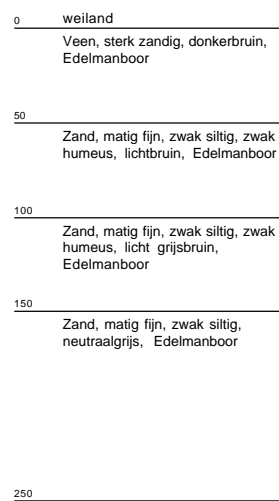 0 weiland
Veen, sterk zandig, donkerbruin,
Edelmanboor
50
Zand, matig fijn, zwak siltig, zwak
humeus, lichtbruin, Edelmanboor
100
Zand, matig fijn, zwak siltig, zwak
humeus, licht grijsbruin,
Edelmanboor
150
Zand, matig fijn, zwak siltig,
neutraalgrijs, Edelmanboor
250